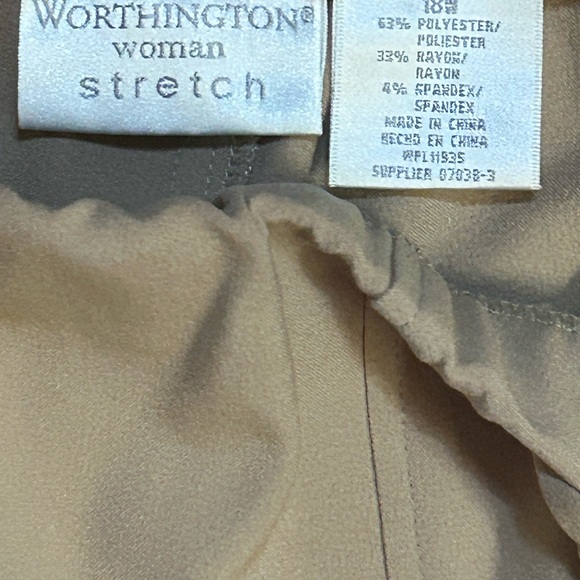 WORTHINGTON®
woman
stretch
18W
63% POLYESTER/
POLIESTER
33% RAYON/
RAYON
4% SPANDEX/
SPANDEX
MADE IN CHINA
HECHO EN CHINA
WPL11935
SUPPLIER 07038-3